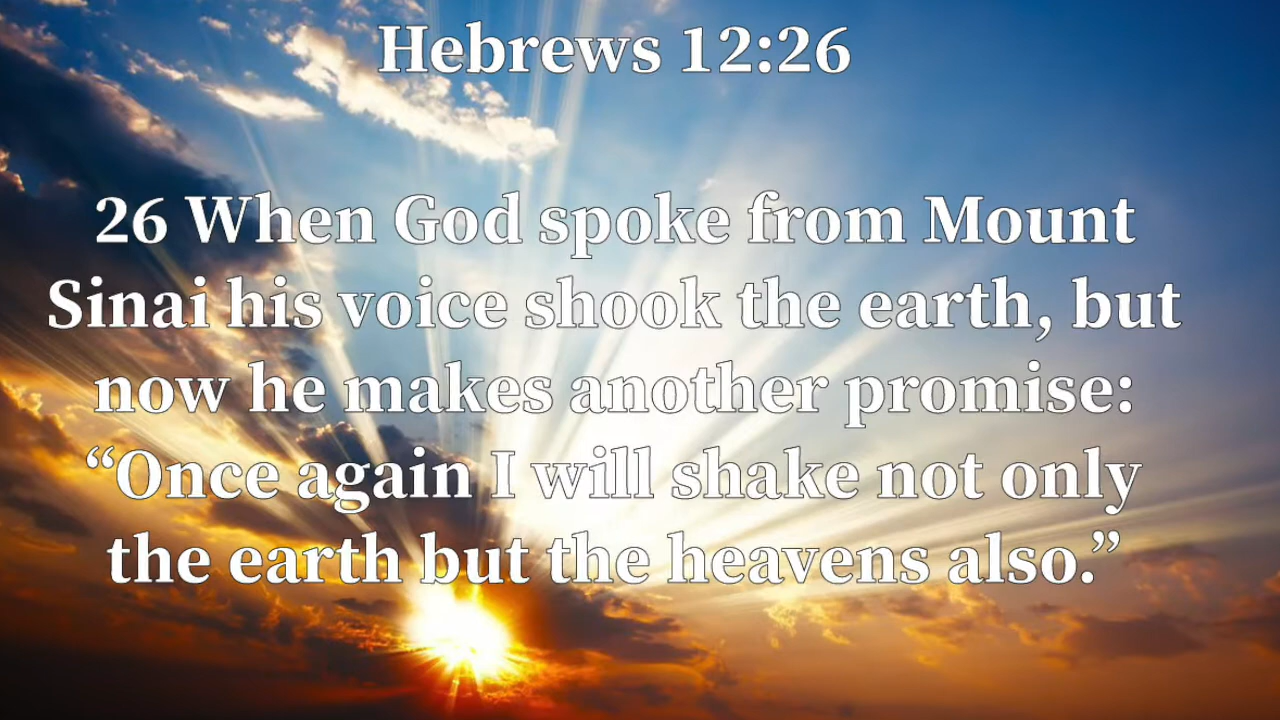 Hebrews 12:26
26 When God spoke from Mount
Sinai his voice shook the earth, but
now he makes another promise:
“Once again I will shake not only
the earth but the heavens also.”